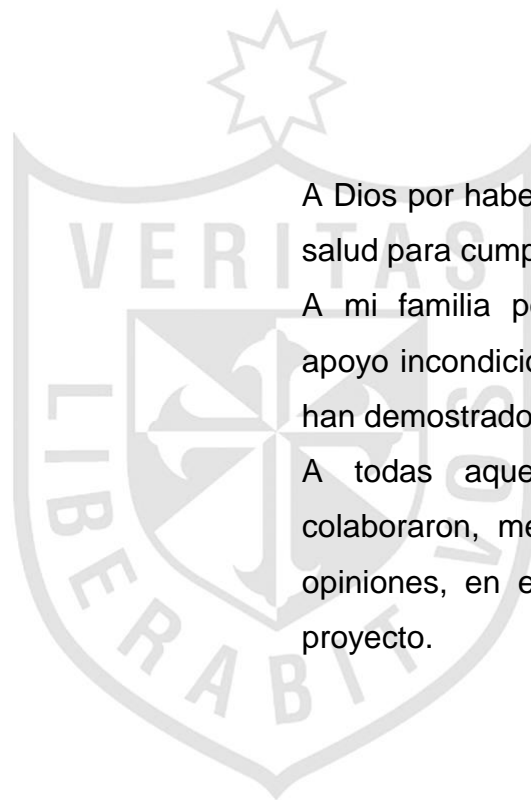 VERITAS
LIBERABIT VOS
A Dios por habe
salud para cump
A mi familia p
apoyo incondici
han demostrado
A todas aque
colaboraron, me
opiniones, en e
proyecto.